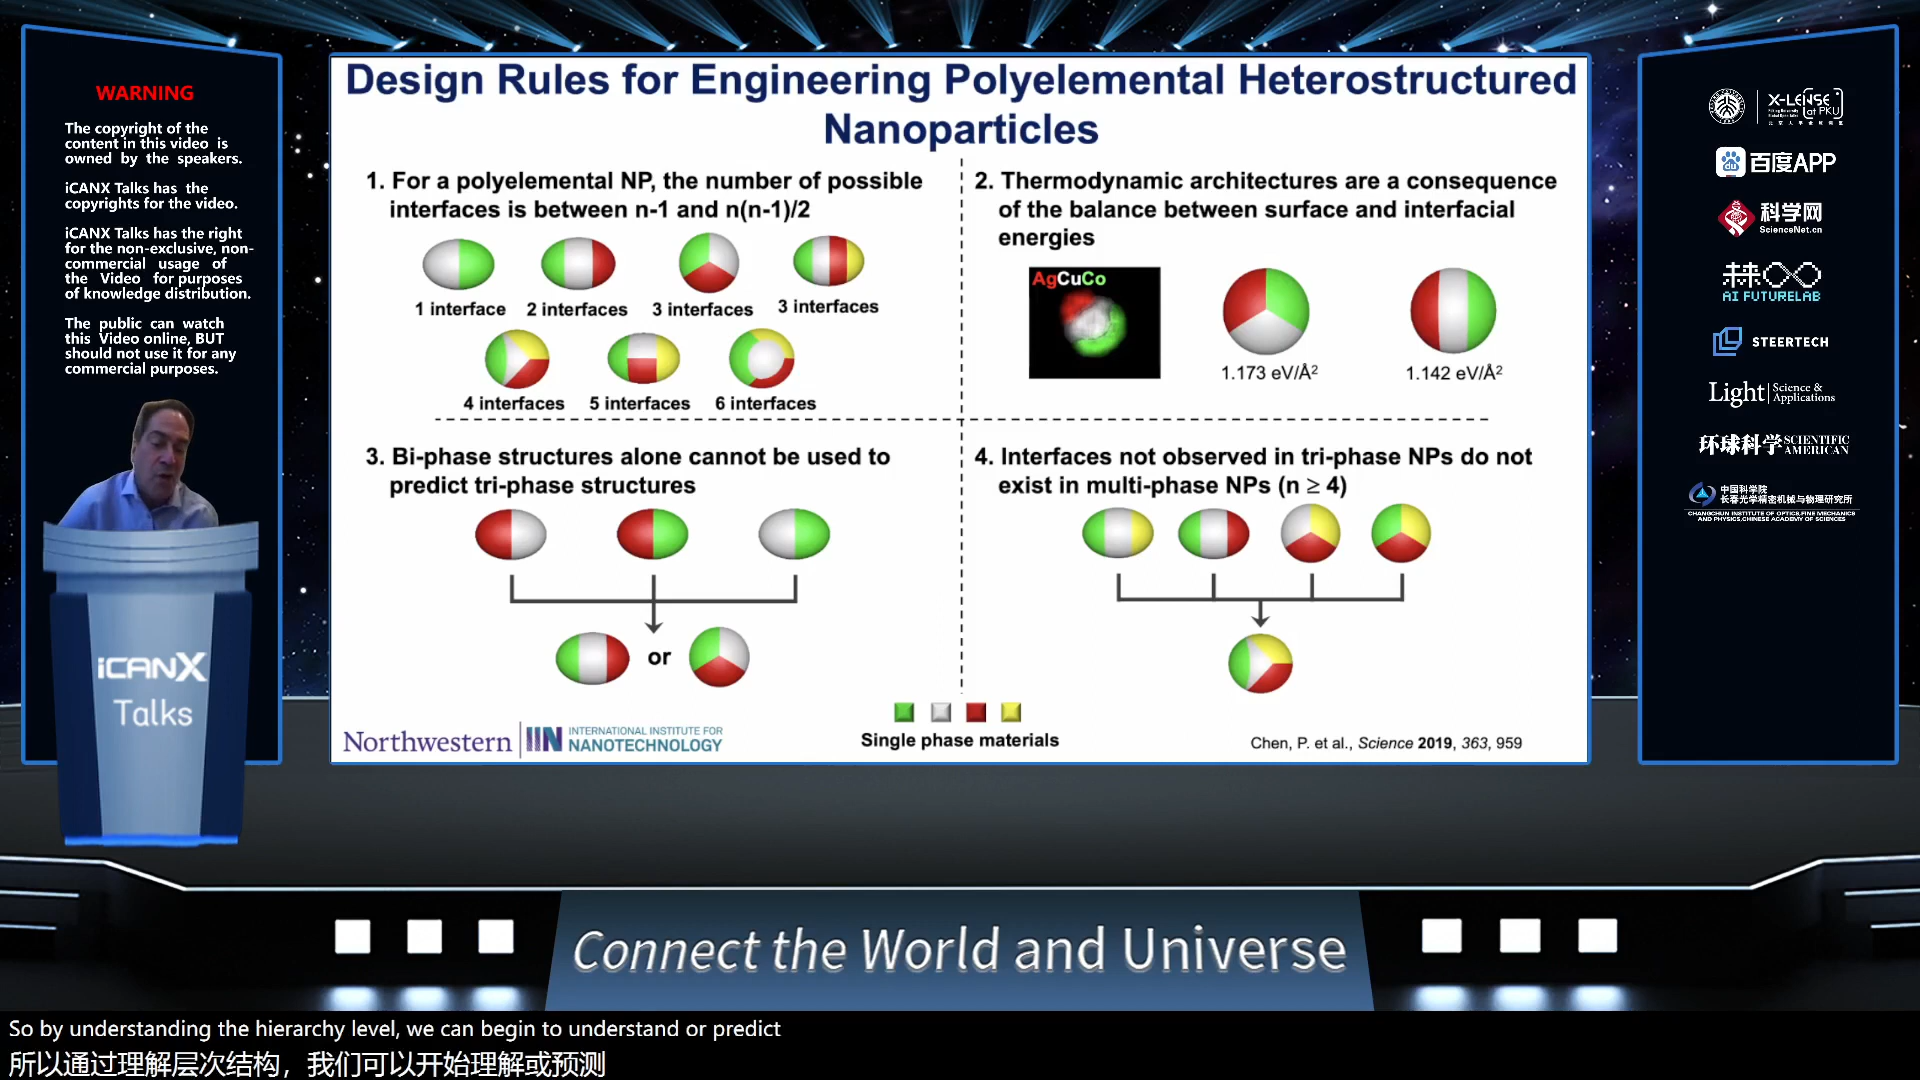 WARNING
The copyright of the
content in this video is
owned by the speakers.
iCANX Talks has the
copyrights for the video.
iCANX Talks has the right
for the non-exclusive, non-
commercial usage of
the Video for purposes
of knowledge distribution.
The public can watch
this Video online, BUT
should not use it for any
commercial purposes.
iCANX
Talks
Design Rules for Engineering Polyelemental Heterostructured
Nanoparticles
1. For a polyelemental NP, the number of possible
interfaces is between n-1 and n(n-1)/2
1 interface
2 interfaces
3 interfaces
3 interfaces
4 interfaces
5 interfaces
6 interfaces
2. Thermodynamic architectures are a consequence
of the balance between surface and interfacial
energies
AgCuCo
1.173 eV/Å²
1.142 eV/Å²
3. Bi-phase structures alone cannot be used to
predict tri-phase structures
or
4. Interfaces not observed in tri-phase NPs do not
exist in multi-phase NPs (n ≥ 4)
Single phase materials
Northwestern
IIN
INTERNATIONAL INSTITUTE FOR
NANOTECHNOLOGY
Chen, P. et al., Science 2019, 363, 959
X-LENSE
at PKU
du
百度APP
科学网
ScienceNet.cn
未来
AI FUTURELAB
STEERTECH
Light Science &
Applications
环球科学 SCIENTIFIC
AMERICAN
中国科学院
长春光学精密机械与物理研究所
CHANGCHUN INSTITUTE OF OPTICS,FINE MECHANICS
AND PHYSICS,CHINESE ACADEMY OF SCIENCES
Connect the World and Universe
So by understanding the hierarchy level, we can begin to understand or predict
所以通过理解层次结构，我们可以开始理解或预测